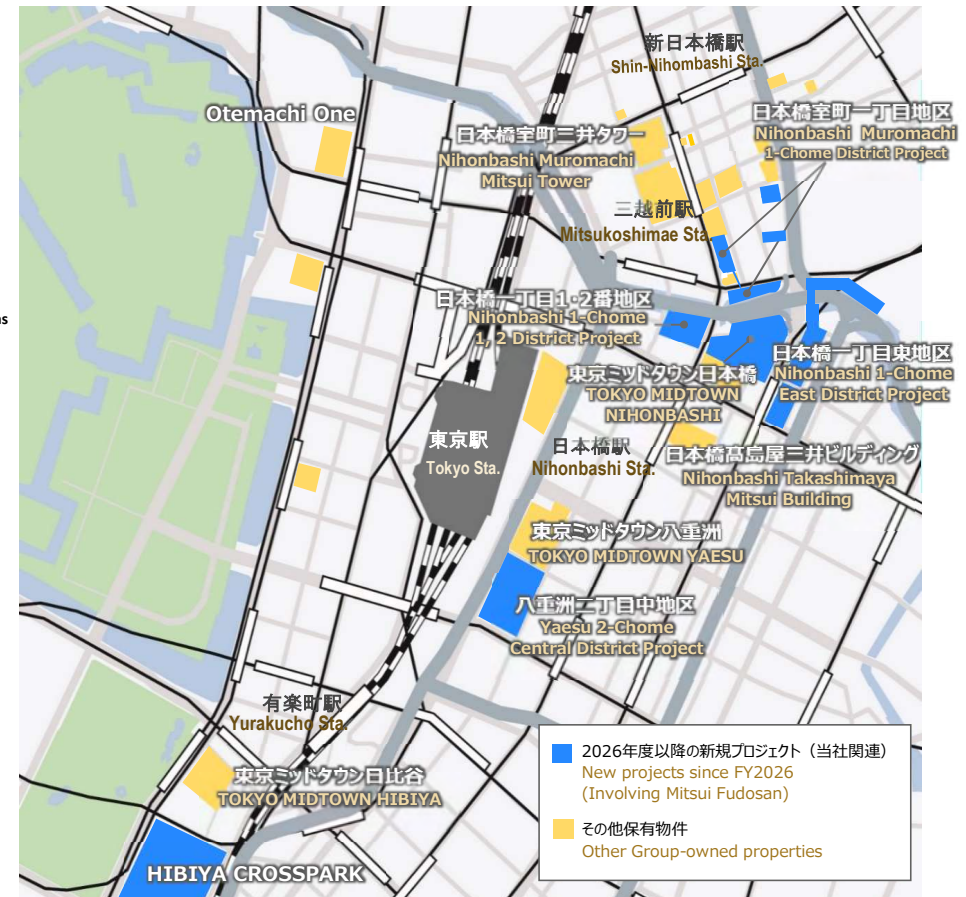 新日本橋駅
Shin-Nihombashi Sta.
Otemachi One
日本橋室町三井タワー
Nihonbashi Muromachi
Mitsui Tower
日本橋室町一丁目地区
Nihonbashi Muromachi
1-Chome District Project
三越前駅
Mitsukoshimae Sta.
日本橋一丁目1・2番地区
Nihonbashi 1-Chome
1, 2 District Project
東京ミッドタウン日本橋
TOKYO MIDTOWN
NIHONBASHI
日本橋一丁目東地区
Nihonbashi 1-Chome
East District Project
東京駅
Tokyo Sta.
日本橋駅
Nihonbashi Sta.
日本橋髙島屋三井ビルディング
Nihonbashi Takashimaya
Mitsui Building
東京ミッドタウン八重洲
TOKYO MIDTOWN YAESU
八重洲二丁目中地区
Yaesu 2-Chome
Central District Project
有楽町駅
Yurakucho Sta.
東京ミッドタウン日比谷
TOKYO MIDTOWN HIBIYA
HIBIYA CROSSPARK
2026年度以降の新規プロジェクト（当社関連）
New projects since FY2026
(Involving Mitsui Fudosan)
その他保有物件
Other Group-owned properties